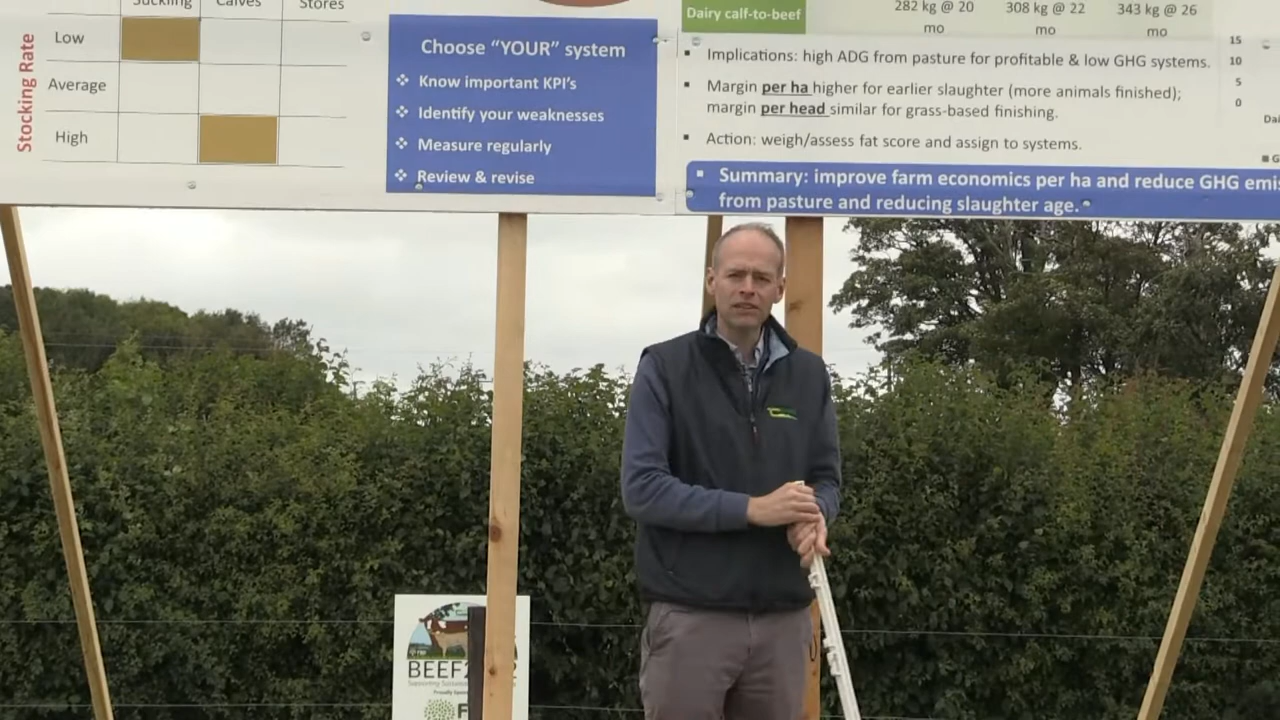 Suckling Calves Stores
Stocking Rate
Low
Average
High
Choose “YOUR” system
❖ Know important KPI's
❖ Identify your weaknesses
❖ Measure regularly
❖ Review & revise
Dairy calf-to-beef
282 kg @ 20
mo
308 kg @ 22
mo
343 kg @ 26
mo
▪ Implications: high ADG from pasture for profitable & low GHG systems.
▪ Margin per ha higher for earlier slaughter (more animals finished);
margin per head similar for grass-based finishing.
▪ Action: weigh/assess fat score and assign to systems.
▪ Summary: improve farm economics per ha and reduce GHG emis
from pasture and reducing slaughter age.
15
10
5
0
Dai
G
BEEF2
Supporting
Proudly
F